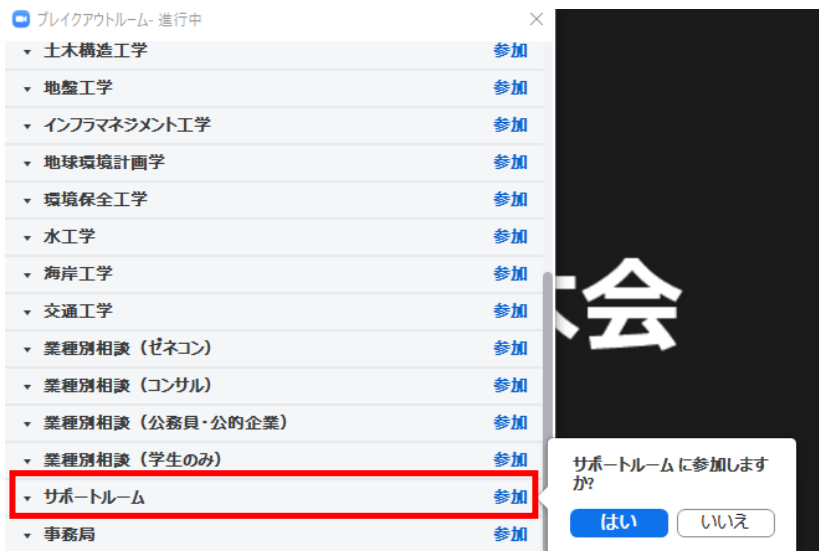 ブレイクアウトルーム- 進行中
土木構造工学 参加
地盤工学 参加
インフラマネジメント工学 参加
地球環境計画学 参加
環境保全工学 参加
水工学 参加
海岸工学 参加
交通工学 参加
業種別相談（ゼネコン） 参加
業種別相談（コンサル） 参加
業種別相談（公務員・公的企業） 参加
業種別相談（学生のみ） 参加
サポートルーム 参加
事務局 参加
会
サポートルーム に参加します
か?
はい いいえ